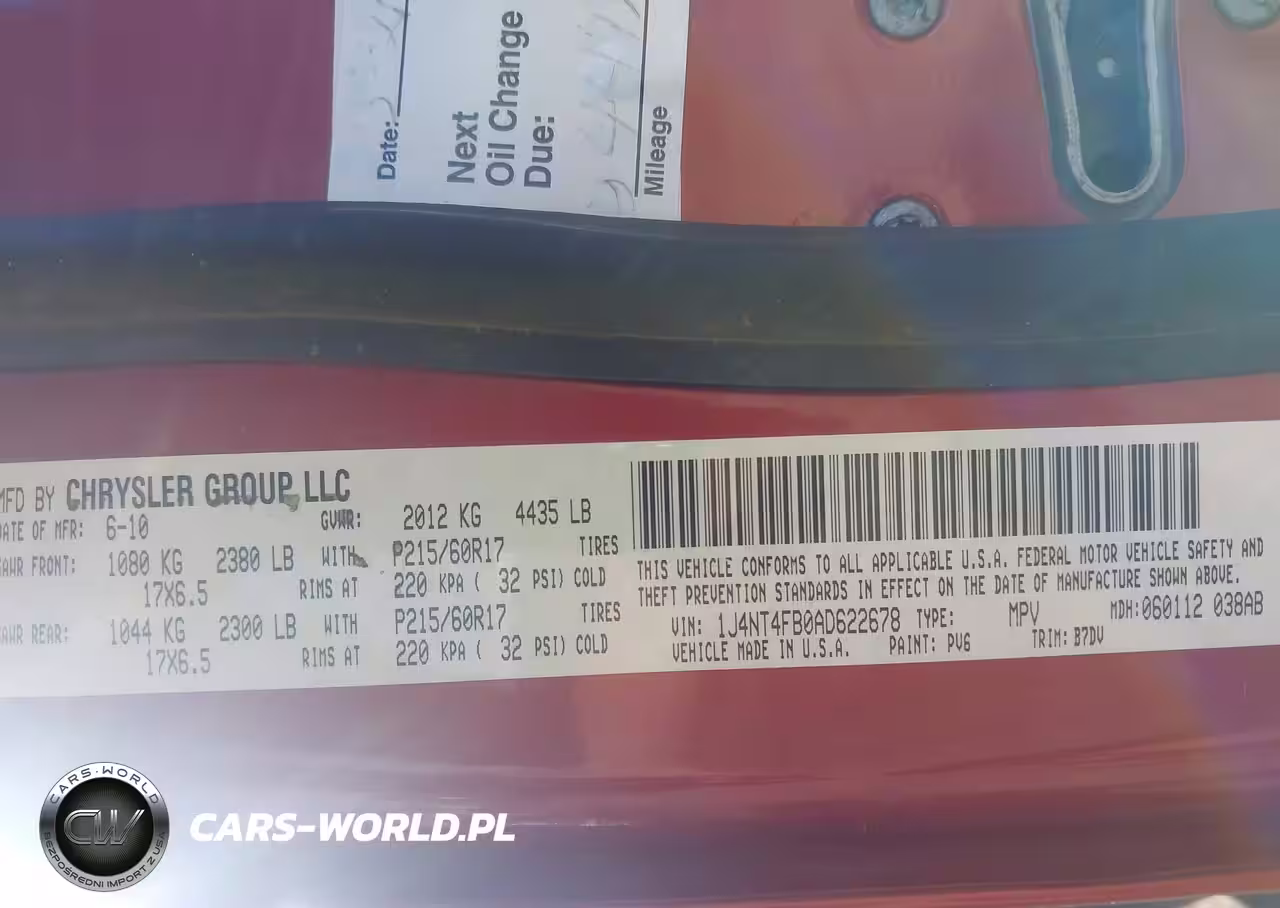 Date:
Next
Oil Change
Due:
Mileage
MFD BY CHRYSLER GROUP LLC
DATE OF MFR: 6-10 GVWR: 2012 KG 4435 LB
GAWR FRONT: 1080 KG 2380 LB WITH P215/60R17 TIRES
17X6.5 RIMS AT 220 KPA ( 32 PSI) COLD
GAWR REAR: 1044 KG 2300 LB WITH P215/60R17 TIRES
17X6.5 RIMS AT 220 KPA ( 32 PSI) COLD
THIS VEHICLE CONFORMS TO ALL APPLICABLE U.S.A. FEDERAL MOTOR VEHICLE SAFETY AND
THEFT PREVENTION STANDARDS IN EFFECT ON THE DATE OF MANUFACTURE SHOWN ABOVE.
VIN: 1J4NT4FB0AD622678 TYPE: MPV MDH:060112 038AB
VEHICLE MADE IN U.S.A. PAINT: PV6 TRIM: B7DV
CARS-WORLD
CW
BEZPOŚREDNI IMPORT Z USA
CARS-WORLD.PL